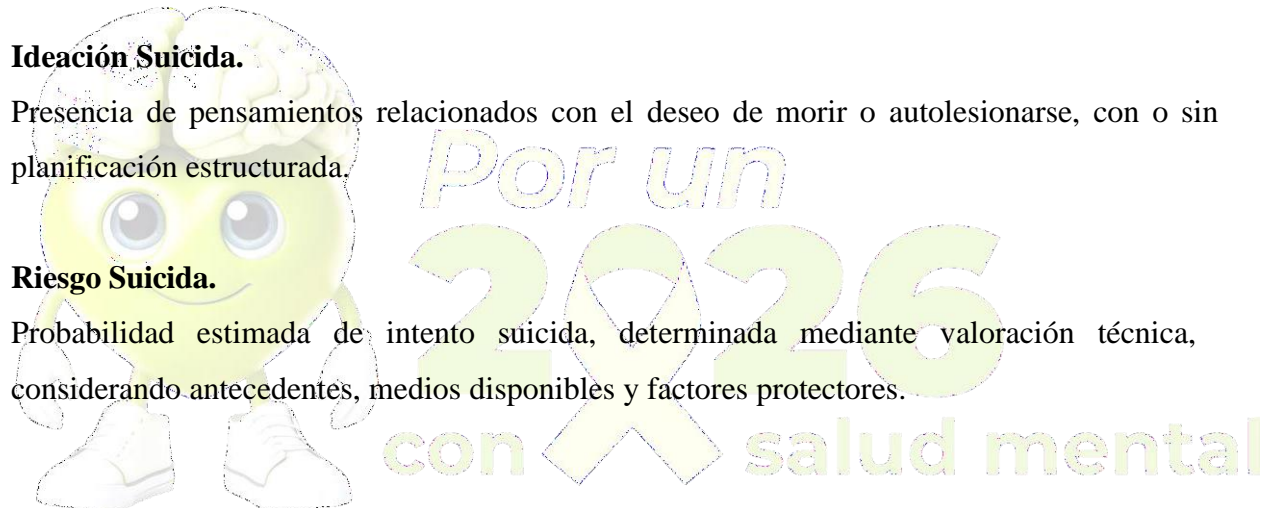 Ideación Suicida.
Presencia de pensamientos relacionados con el deseo de morir o autolesionarse, con o sin
planificación estructurada.
Por un
2026
Riesgo Suicida.
Probabilidad estimada de intento suicida, determinada mediante valoración técnica,
considerando antecedentes, medios disponibles y factores protectores.
con salud mental